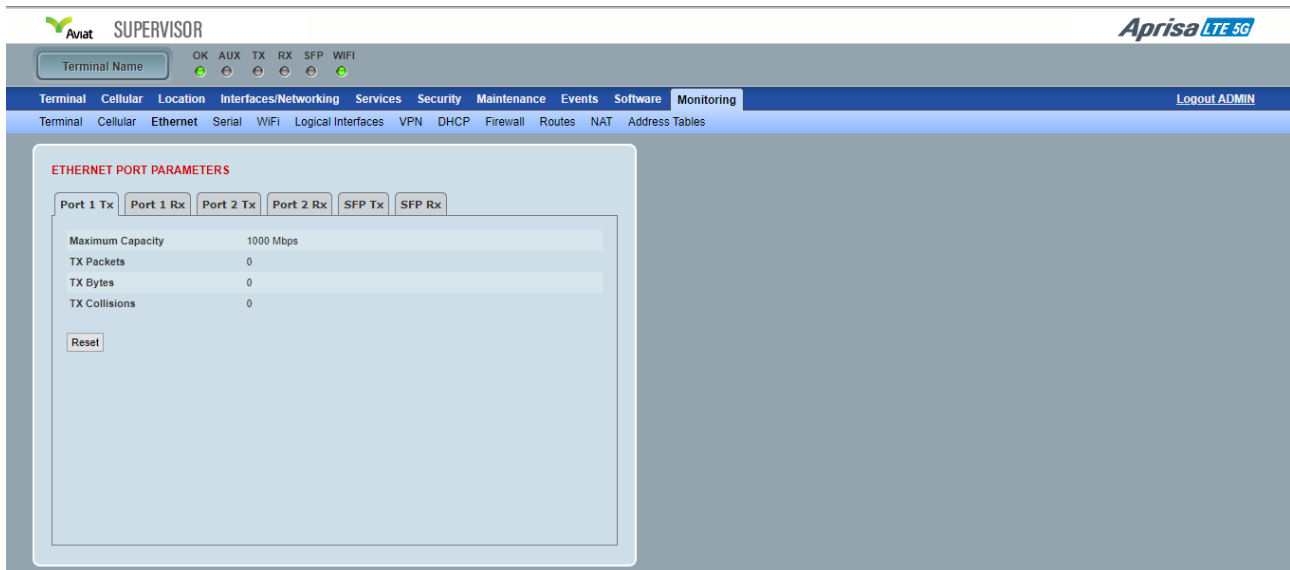 Aviat SUPERVISOR Aprisa LTE 5G
Terminal Name OK AUX TX RX SFP WIFI
Terminal Cellular Location Interfaces/Networking Services Security Maintenance Events Software Monitoring Logout ADMIN
Terminal Cellular Ethernet Serial WiFi Logical Interfaces VPN DHCP Firewall Routes NAT Address Tables
ETHERNET PORT PARAMETERS
Port 1 Tx Port 1 Rx Port 2 Tx Port 2 Rx SFP Tx SFP Rx
Maximum Capacity 1000 Mbps
TX Packets 0
TX Bytes 0
TX Collisions 0
Reset